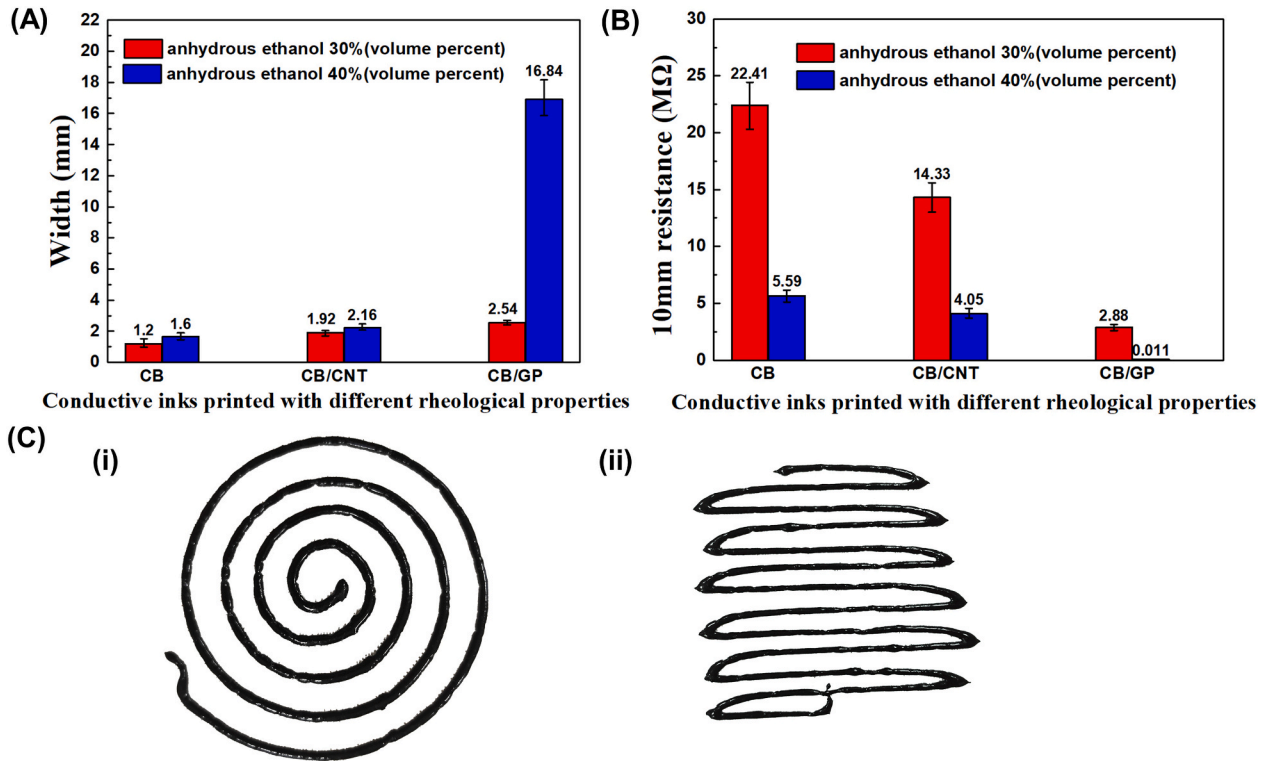 (A)
Width (mm)
22
20
18
16
14
12
10
8
6
4
2
0
anhydrous ethanol 30%(volume percent)
anhydrous ethanol 40%(volume percent)
1.2
1.6
1.92
2.16
2.54
16.84
CB
CB/CNT
CB/GP
Conductive inks printed with different rheological properties
(B)
10mm resistance (MΩ)
30
25
20
15
10
5
0
anhydrous ethanol 30%(volume percent)
anhydrous ethanol 40%(volume percent)
22.41
5.59
14.33
4.05
2.88
0.011
CB
CB/CNT
CB/GP
Conductive inks printed with different rheological properties
(C)
(i)
(ii)